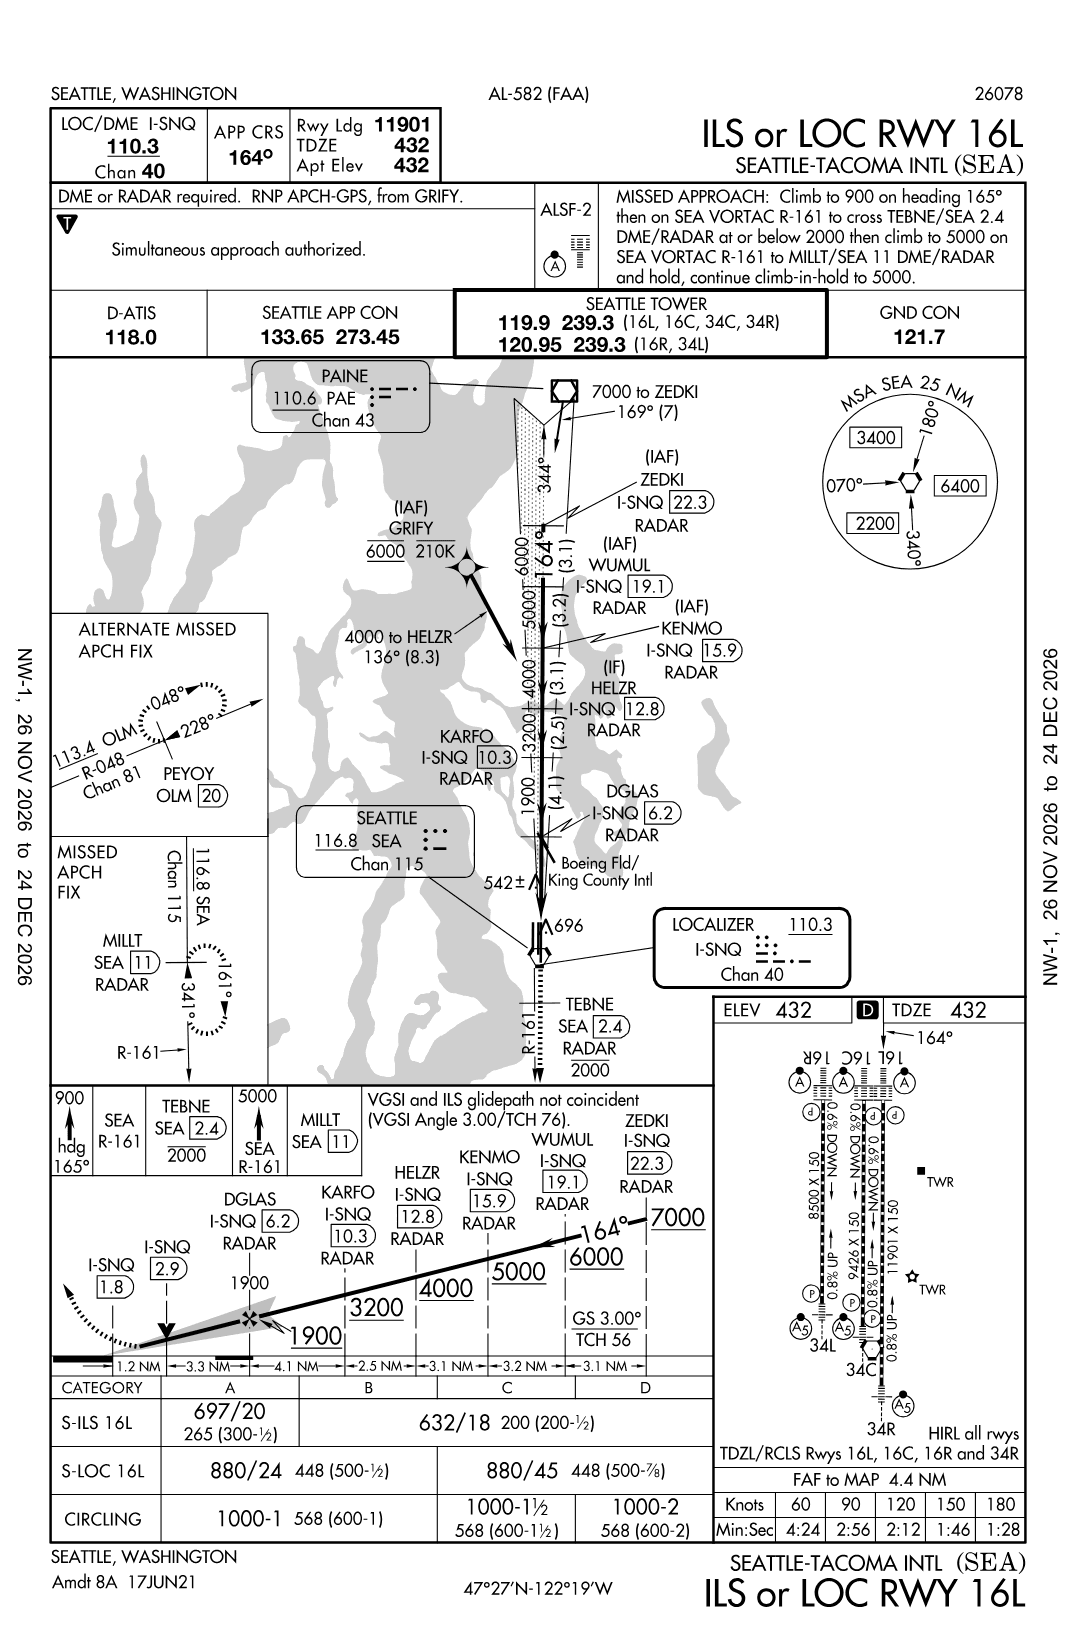 SEATTLE, WASHINGTON
AL-582 (FAA)
26078
LOC/DME I-SNQ
110.3
Chan 40
APP CRS
164°
Rwy Ldg 11901
TDZE 432
Apt Elev 432
ILS or LOC RWY 16L
SEATTLE-TACOMA INTL (SEA)
DME or RADAR required. RNP APCH-GPS, from GRIFY.
T
Simultaneous approach authorized.
ALSF-2
A
MISSED APPROACH: Climb to 900 on heading 165°
then on SEA VORTAC R-161 to cross TEBNE/SEA 2.4
DME/RADAR at or below 2000 then climb to 5000 on
SEA VORTAC R-161 to MILLT/SEA 11 DME/RADAR
and hold, continue climb-in-hold to 5000.
D-ATIS
118.0
SEATTLE APP CON
133.65 273.45
SEATTLE TOWER
119.9 239.3 (16L, 16C, 34C, 34R)
120.95 239.3 (16R, 34L)
GND CON
121.7
PAINE
110.6 PAE
Chan 43
7000 to ZEDKI
169° (7)
344°
MSA SEA 25 NM
180°
3400
070°
6400
2200
340°
(IAF)
ZEDKI
I-SNQ 22.3
RADAR
(IAF)
GRIFY
6000 210K
6000
164°
(3.1)
(IAF)
WUMUL
I-SNQ 19.1
RADAR
5000
(3.2)
(IAF)
KENMO
I-SNQ 15.9
RADAR
4000 to HELZR
136° (8.3)
4000
(3.1)
(IF)
HELZR
I-SNQ 12.8
RADAR
3200
(2.5)
KARFO
I-SNQ 10.3
RADAR
1900
(4.1)
DGLAS
I-SNQ 6.2
RADAR
ALTERNATE MISSED
APCH FIX
048°
228°
113.4 OLM
R-048
Chan 81
PEYOY
OLM 20
SEATTLE
116.8 SEA
Chan 115
Boeing Fld/
King County Intl
542±
696
MISSED
APCH
FIX
116.8 SEA
Chan 115
MILLT
SEA 11
RADAR
161°
341°
R-161
LOCALIZER 110.3
I-SNQ
Chan 40
TEBNE
SEA 2.4
RADAR
2000
R-161
NW-1, 26 NOV 2026 to 24 DEC 2026
NW-1, 26 NOV 2026 to 24 DEC 2026
ELEV 432
D
TDZE 432
164°
16R
16C
16L
A
A
A
P
P
P
0.6% DOWN
0.6% DOWN
8500 X 150
9426 X 150
11901 X 150
0.8% UP
0.8% UP
0.8% UP
TWR
TWR
P
P
P
A5
A5
A5
34L
34C
34R
HIRL all rwys
TDZL/RCLS Rwys 16L, 16C, 16R and 34R
FAF to MAP 4.4 NM
Knots 60 90 120 150 180
Min:Sec 4:24 2:56 2:12 1:46 1:28
900
hdg
165°
SEA
R-161
TEBNE
SEA 2.4
2000
5000
SEA
R-161
MILLT
SEA 11
VGSI and ILS glidepath not coincident
(VGSI Angle 3.00/TCH 76).
ZEDKI
I-SNQ
22.3
RADAR
WUMUL
I-SNQ
19.1
RADAR
KENMO
I-SNQ
15.9
RADAR
HELZR
I-SNQ
12.8
RADAR
KARFO
I-SNQ
10.3
RADAR
DGLAS
I-SNQ 6.2
RADAR
I-SNQ
2.9
I-SNQ
1.8
1900
164°
7000
6000
5000
4000
3200
1900
GS 3.00°
TCH 56
1.2 NM 3.3 NM 4.1 NM 2.5 NM 3.1 NM 3.2 NM 3.1 NM
CATEGORY A B C D
S-ILS 16L
697/20
265 (300-½)
632/18 200 (200-½)
S-LOC 16L
880/24 448 (500-½)
880/45 448 (500-⅞)
CIRCLING
1000-1 568 (600-1)
1000-1½
568 (600-1½)
1000-2
568 (600-2)
SEATTLE, WASHINGTON
Amdt 8A 17JUN21
47°27'N-122°19'W
SEATTLE-TACOMA INTL (SEA)
ILS or LOC RWY 16L